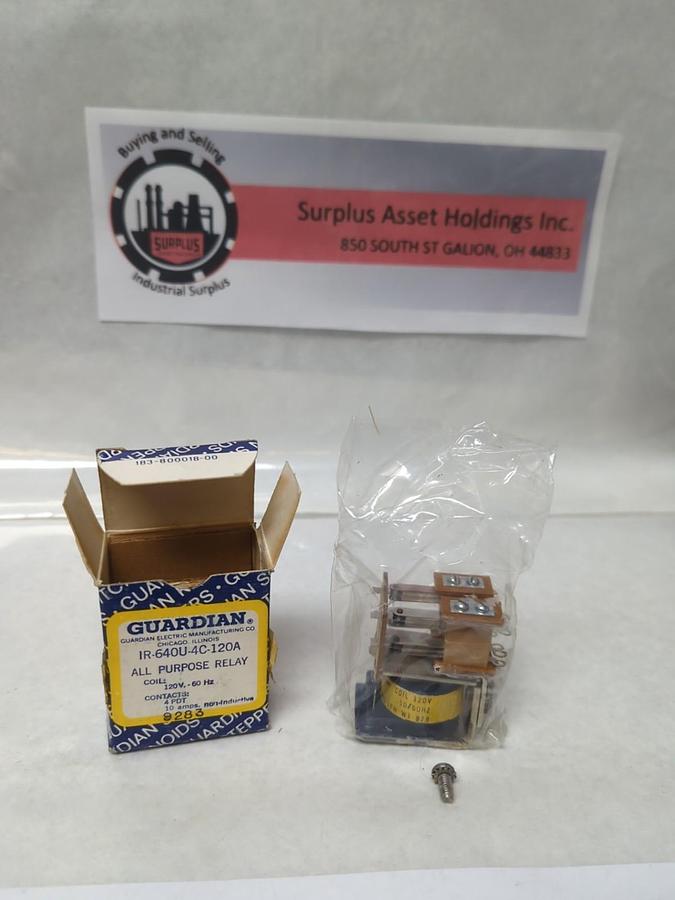 Buying and Selling
SURPLUS
Industrial Surplus
Surplus Asset Holdings Inc.
850 SOUTH ST GALION, OH 44833
183-800018-00
GUARDIAN®
GUARDIAN ELECTRIC MANUFACTURING CO
CHICAGO, ILLINOIS
IR-640U-4C-120A
ALL PURPOSE RELAY
COIL:
120V.-60 Hz
CONTACTS:
4 PDT
10 amps. non-inductive
9283
COIL 120V